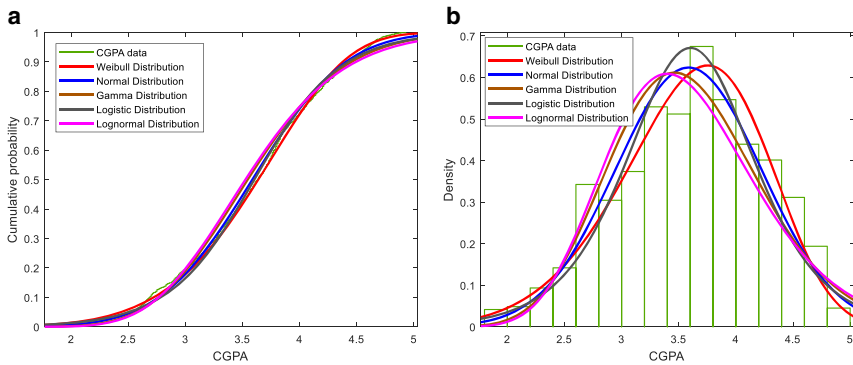 a
1
0.9
0.8
0.7
0.6
0.5
0.4
0.3
0.2
0.1
0
Cumulative probability
CGPA data
Weibull Distribution
Normal Distribution
Gamma Distribution
Logistic Distribution
Lognormal Distribution
2 2.5 3 3.5 4 4.5 5
CGPA
b
0.7
0.6
0.5
0.4
0.3
0.2
0.1
0
Density
CGPA data
Weibull Distribution
Normal Distribution
Gamma Distribution
Logistic Distribution
Lognormal Distribution
2 2.5 3 3.5 4 4.5 5
CGPA